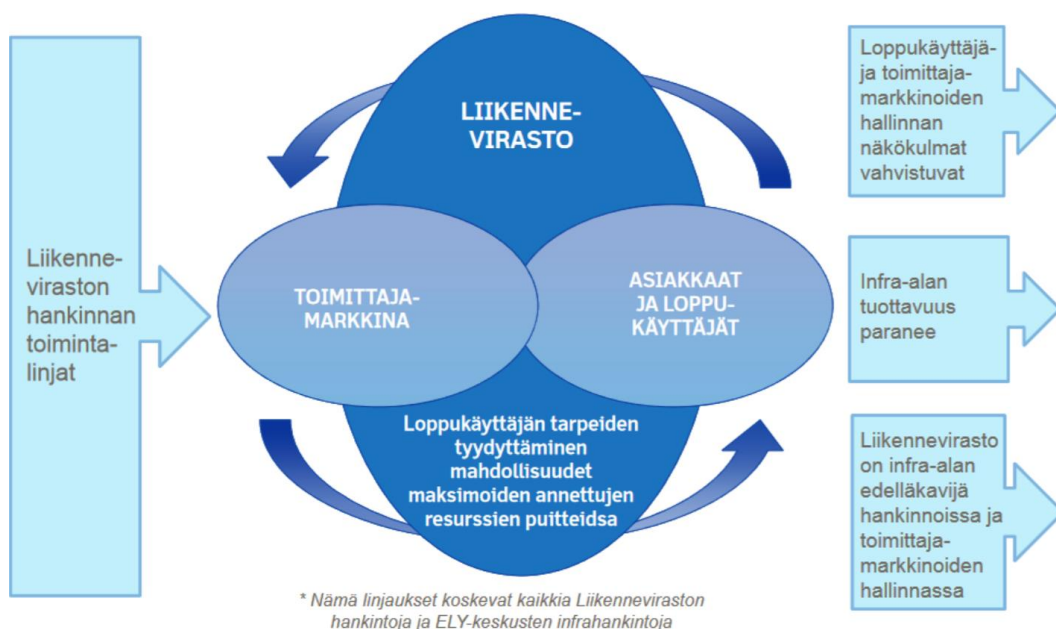 Liikenne-
viraston
hankinnan
toiminta-
linjat
LIIKENNE-
VIRASTO
TOIMITTAJA-
MARKKINA
ASIAKKAAT
JA LOPPU-
KÄYTTÄJÄT
Loppukäyttäjän tarpeiden
tyydyttäminen
mahdollisuudet
maksimoiden annettujen
resurssien puitteidsa
Loppukäyttäjä-
ja toimittaja-
markkinoiden
hallinnan
näkökulmat
vahvistuvat
Infra-alan
tuottavuus
paranee
Liikennevirasto
on infra-alan
edelläkavijä
hankinnoissa ja
toimittaja-
markkinoiden
hallinnassa
* Nämä linjaukset koskevat kaikkia Liikenneviraston
hankintoja ja ELY-keskusten infrahankintoja